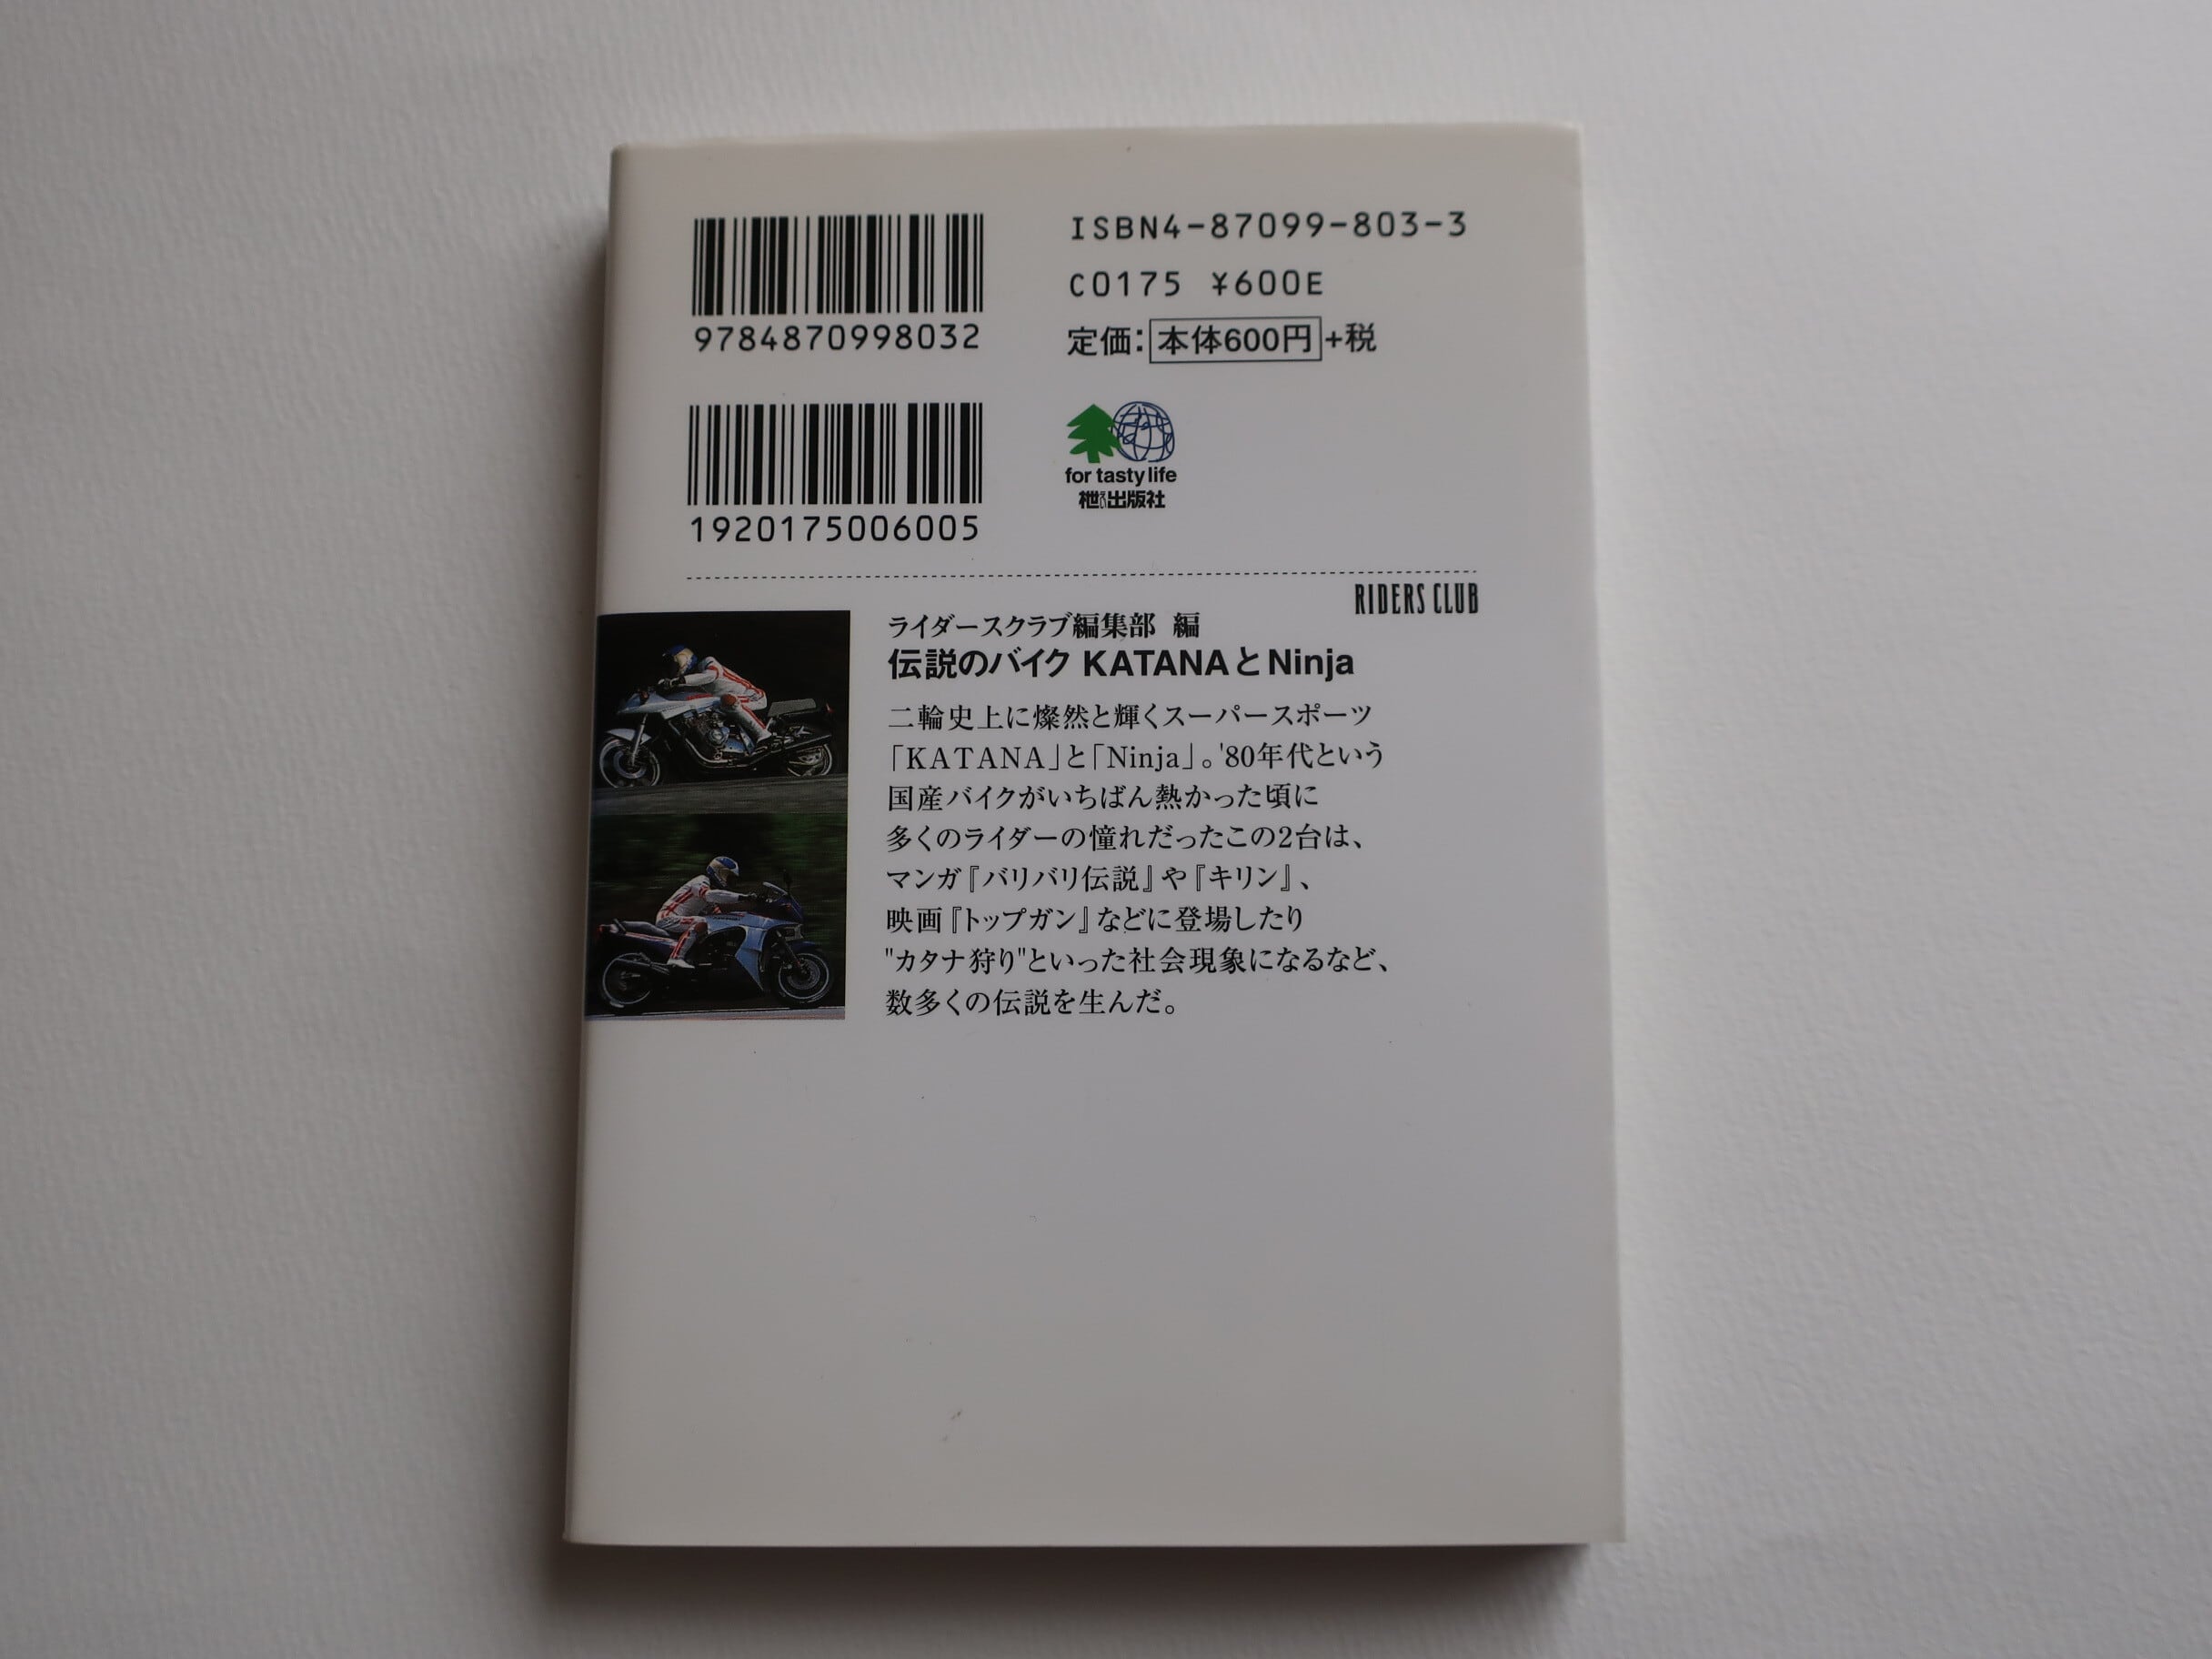 ISBN4-87099-803-3
C0175 ¥600E
定価：本体600円+税
9784870998032
1920175006005
for tasty life
枻えい出版社
RIDERS CLUB
ライダースクラブ編集部 編
伝説のバイク KATANAとNinja
二輪史上に燦然と輝くスーパースポーツ
「KATANA」と「Ninja」。'80年代という
国産バイクがいちばん熱かった頃に
多くのライダーの憧れだったこの2台は、
マンガ『バリバリ伝説』や『キリン』、
映画『トップガン』などに登場したり
"カタナ狩り"といった社会現象になるなど、
数多くの伝説を生んだ。